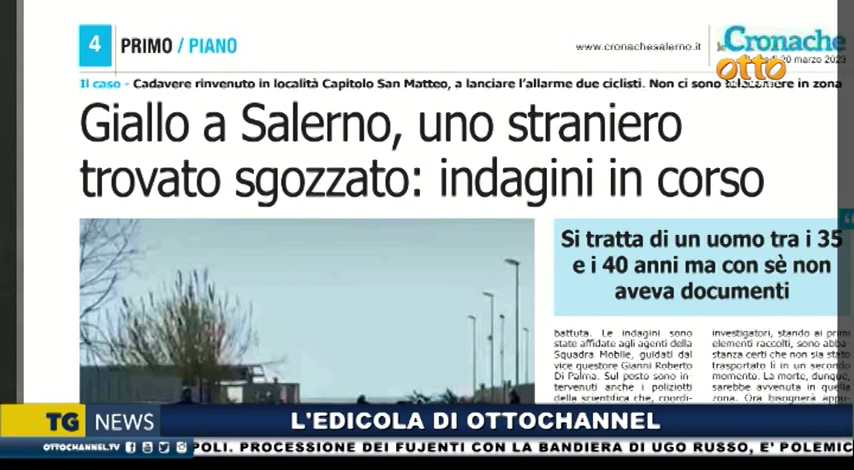 4 PRIMO / PIANO
www.cronachesalerno.it
Cronache
20 marzo 2023
otto
Il caso - Cadavere rinvenuto in località Capitolo San Matteo, a lanciare l'allarme due ciclisti. Non ci sono telecamere in zona
Giallo a Salerno, uno straniero
trovato sgozzato: indagini in corso
Si tratta di un uomo tra i 35
e i 40 anni ma con sè non
aveva documenti
battuta. Le indagini sono
state affidate agli agenti della
Squadra Mobile, guidati dal
vice questore Gianni Roberto
Di Palma. Sul posto sono in-
tervenuti anche i poliziotti
della scientifica che, coordi-
investigatori, stando ai primi
elementi raccolti, sono abba-
stanza certi che non sia stato
trasportato lì in un secondo
momento. La morte, dunque,
sarebbe avvenuta in quella
zona. Ora bisognerà appu-
TG NEWS
L'EDICOLA DI OTTOCHANNEL
OTTOCHANNEL.TV
POLI. PROCESSIONE DEI FUJENTI CON LA BANDIERA DI UGO RUSSO, E' POLEMIC